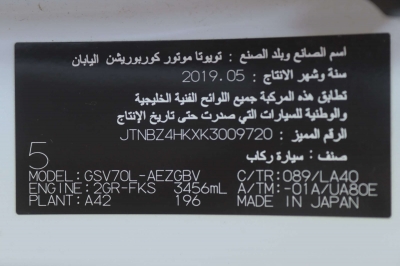 أسم الصانع وبلد الصنع : تويوتا موتور كوربوريشن اليابان
سنة وشهر الانتاج : 2019.05
تطابق هذه المركبة جميع اللوائح الفنية الخليجية
والوطنية للسيارات التي صدرت حتى تاريخ الإنتاج
الرقم المميز : JTNBZ4HKXK3009720
صنف : سيارة ركاب
5
MODEL:GSV70L-AEZGBV C/TR:089/LA40
ENGINE:2GR-FKS 3456mL A/TM:-01A/UA80E
PLANT:A42 196 MADE IN JAPAN